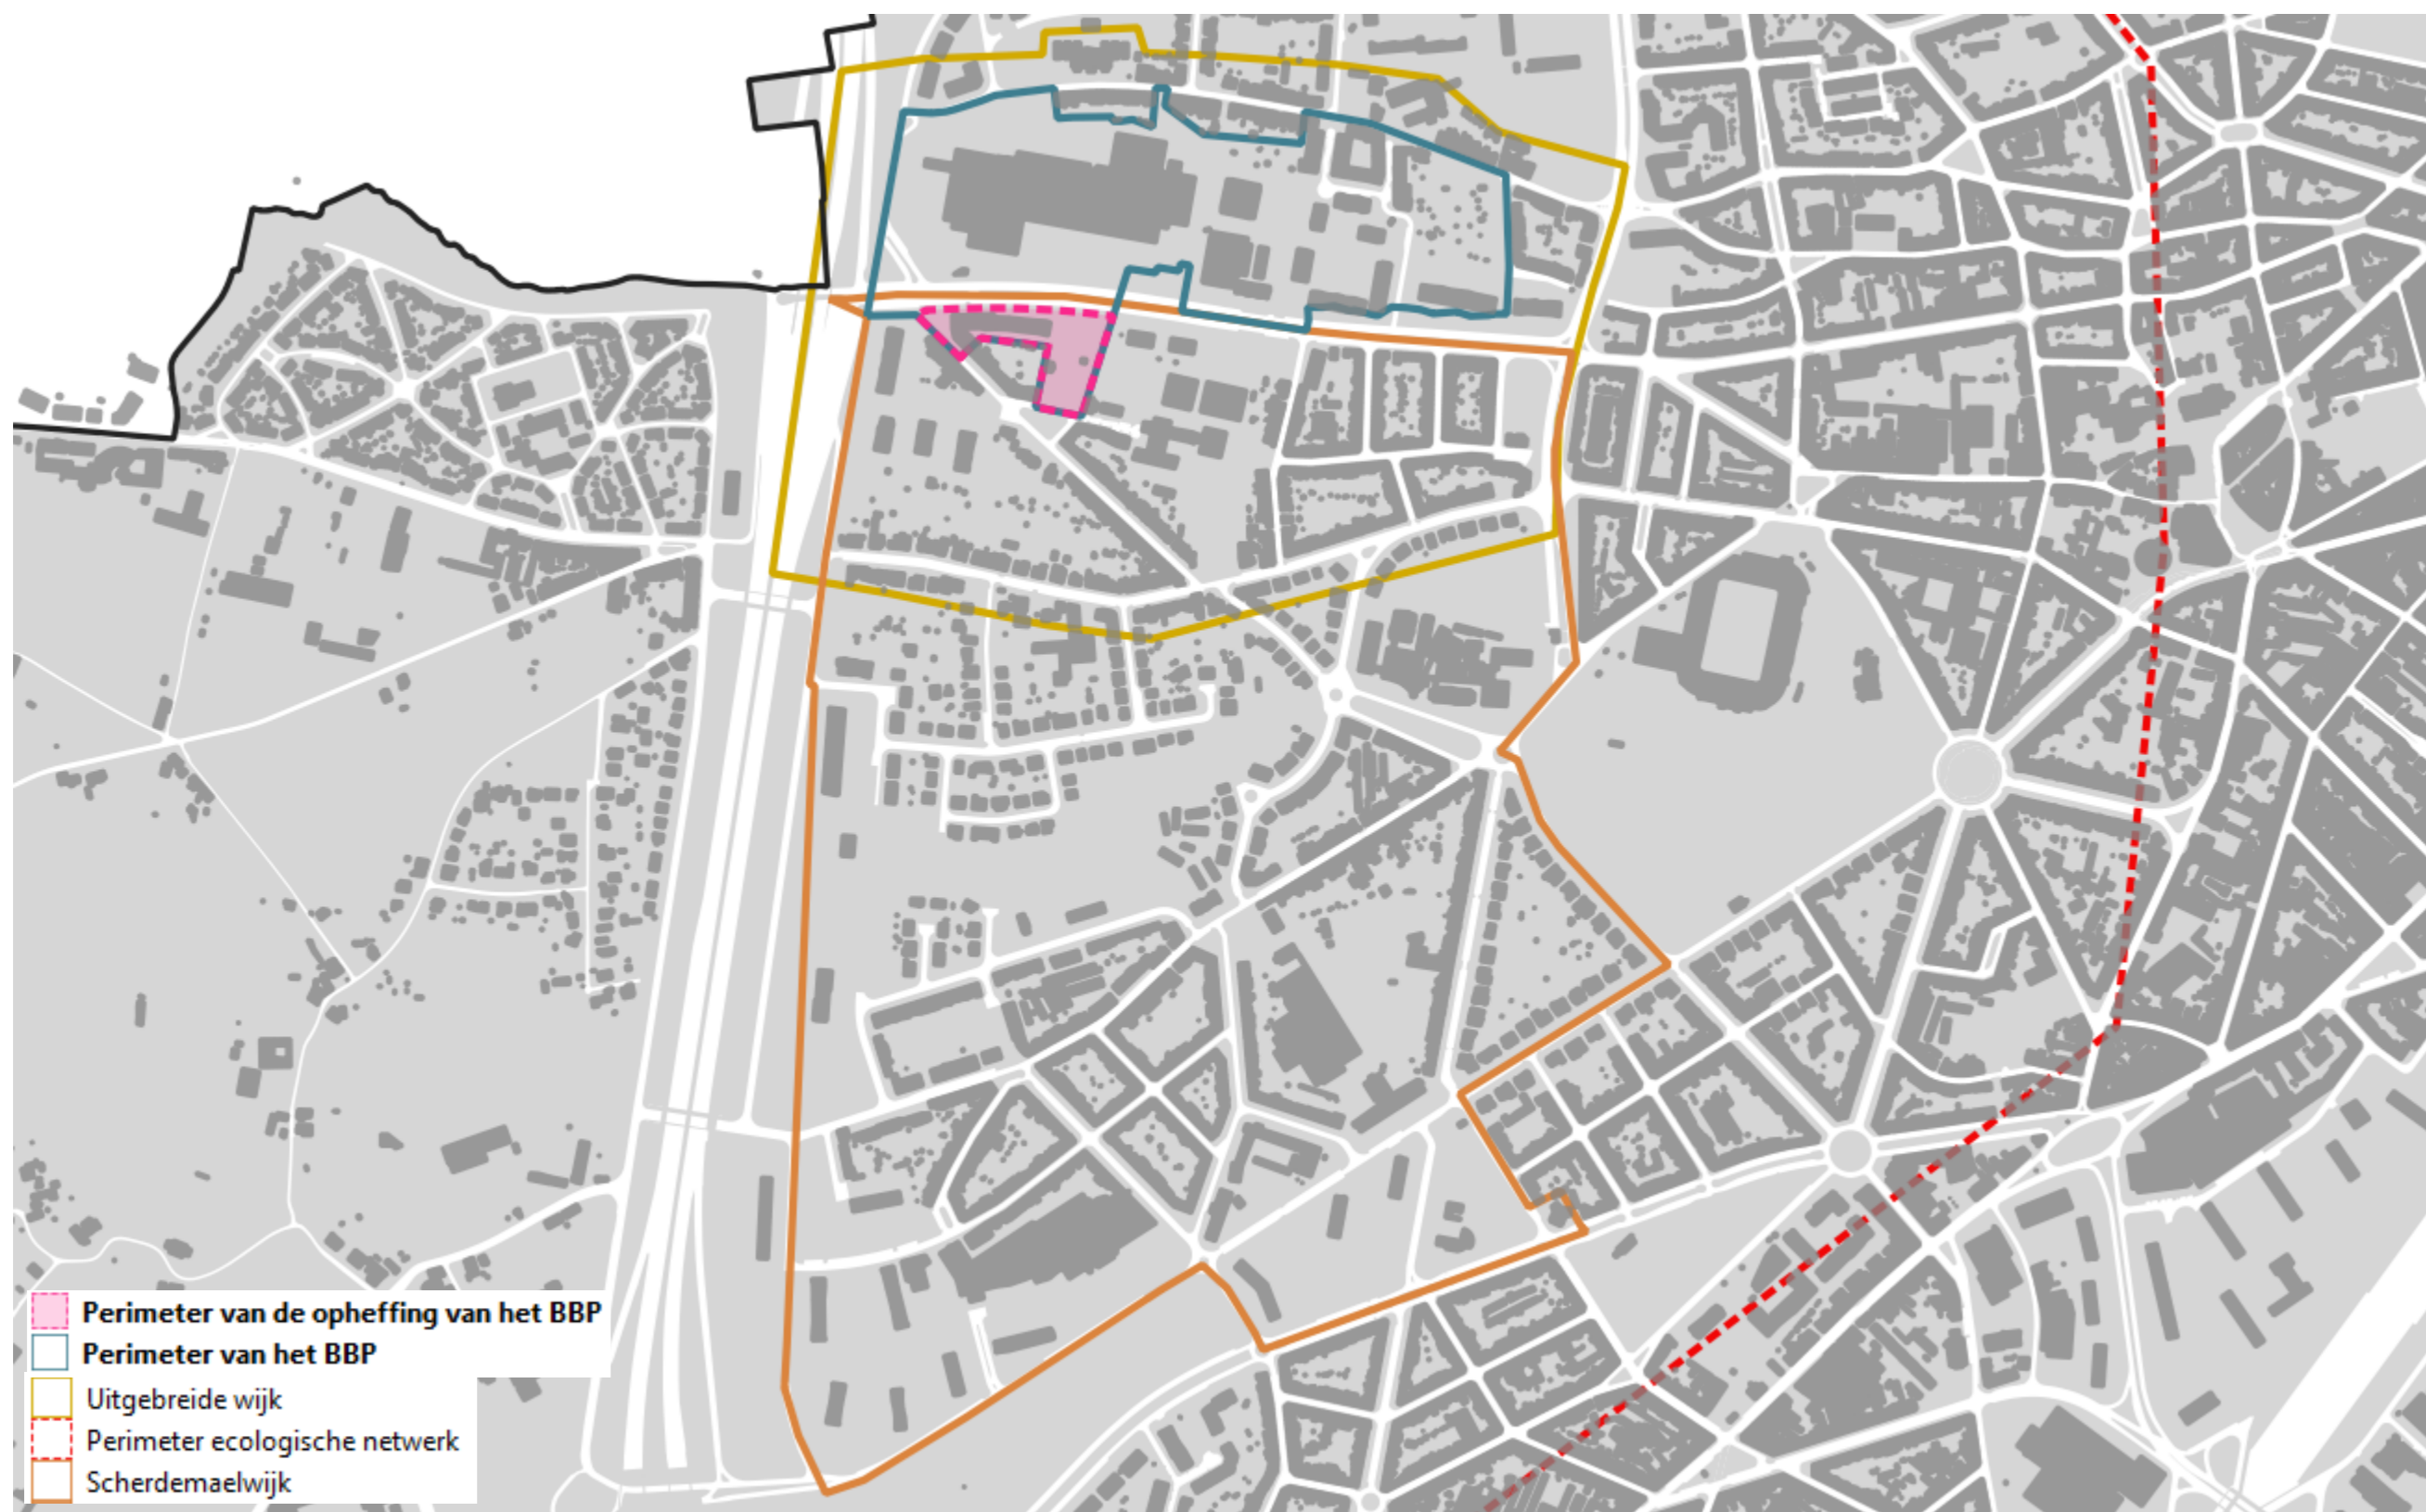 Perimeter van de opheffing van het BBP
Perimeter van het BBP
Uitgebreide wijk
Perimeter ecologische netwerk
Scherdemaelwijk